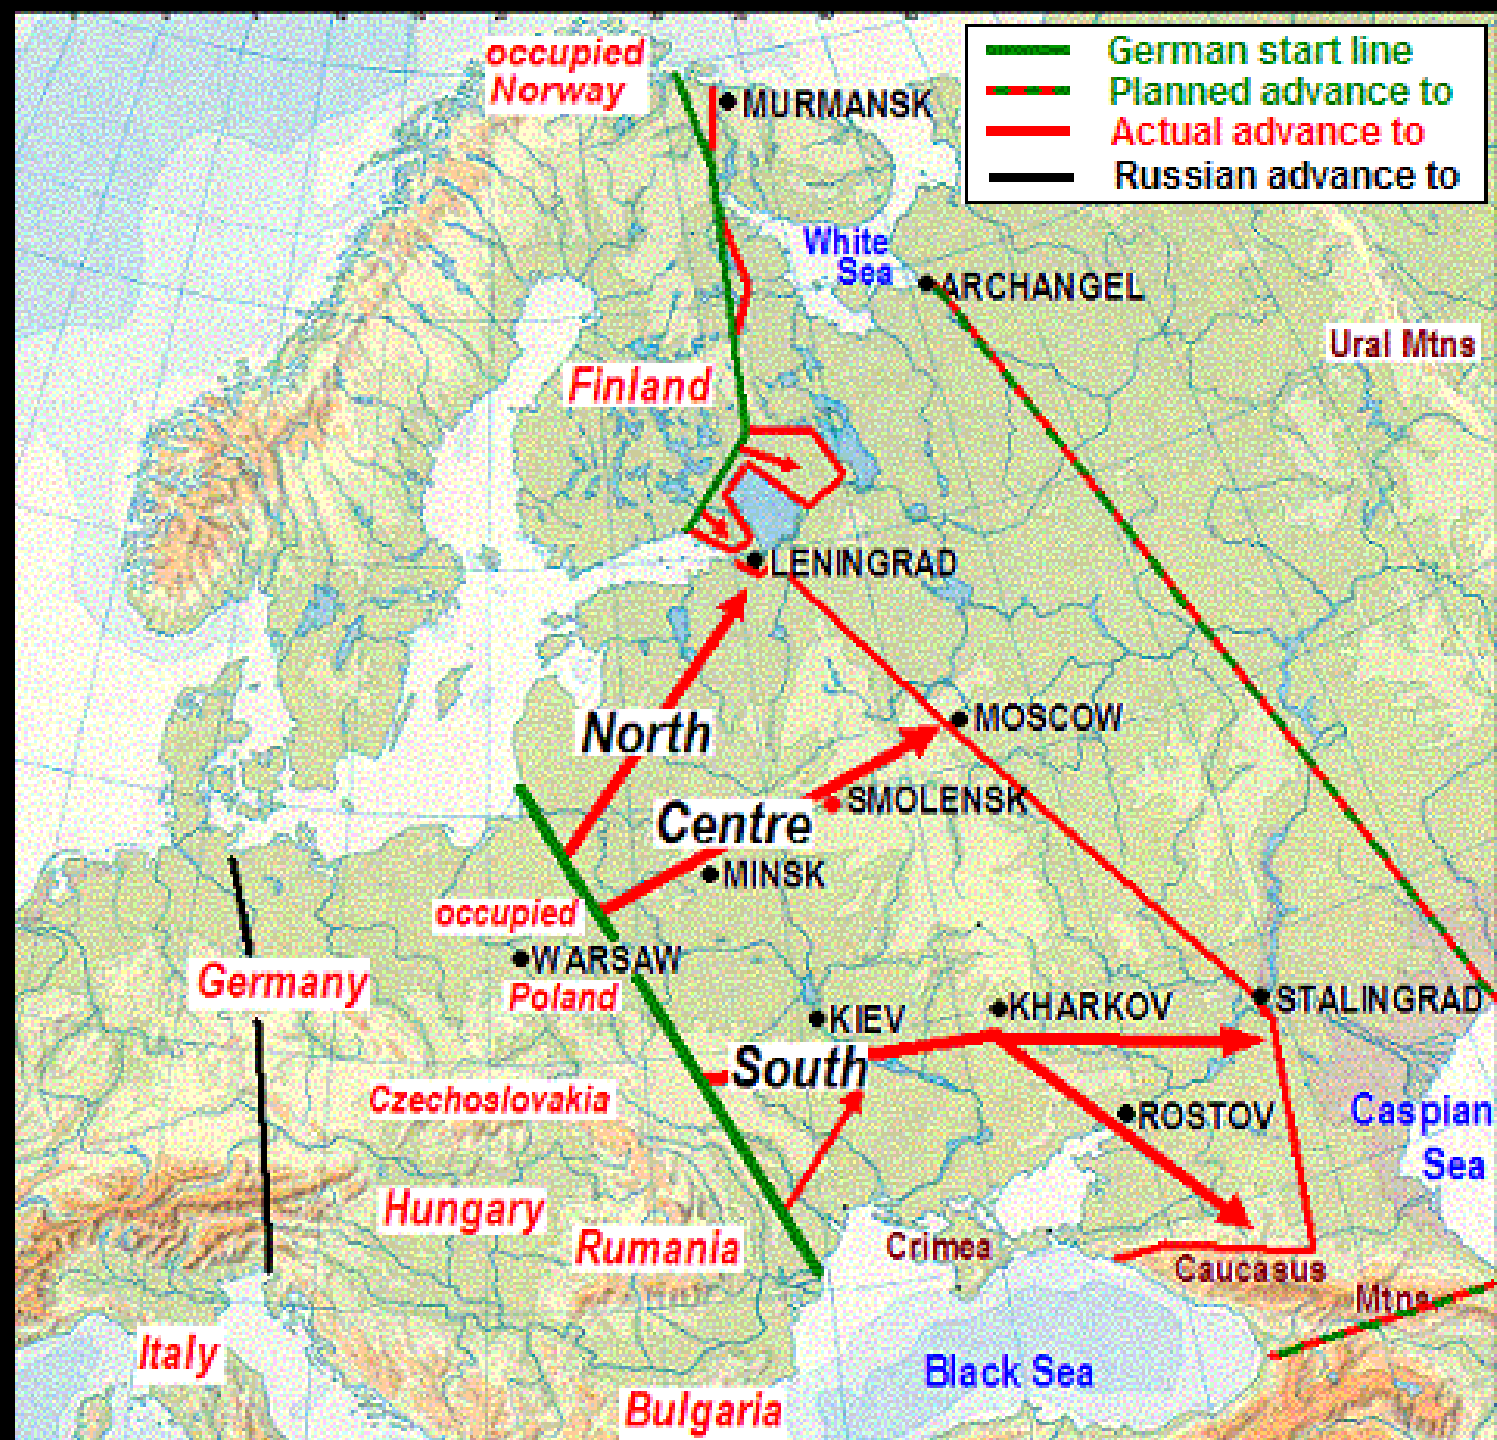 occupied
Norway
German start line
Planned advance to
Actual advance to
Russian advance to
MURMANSK
White
Sea
ARCHANGEL
Ural Mtns
Finland
LENINGRAD
North
MOSCOW
Centre
SMOLENSK
MINSK
occupied
WARSAW
Poland
Germany
KIEV
KHARKOV
STALINGRAD
South
Czechoslovakia
ROSTOV
Caspian
Sea
Hungary
Rumania
Crimea
Caucasus
Mtns
Italy
Black Sea
Bulgaria